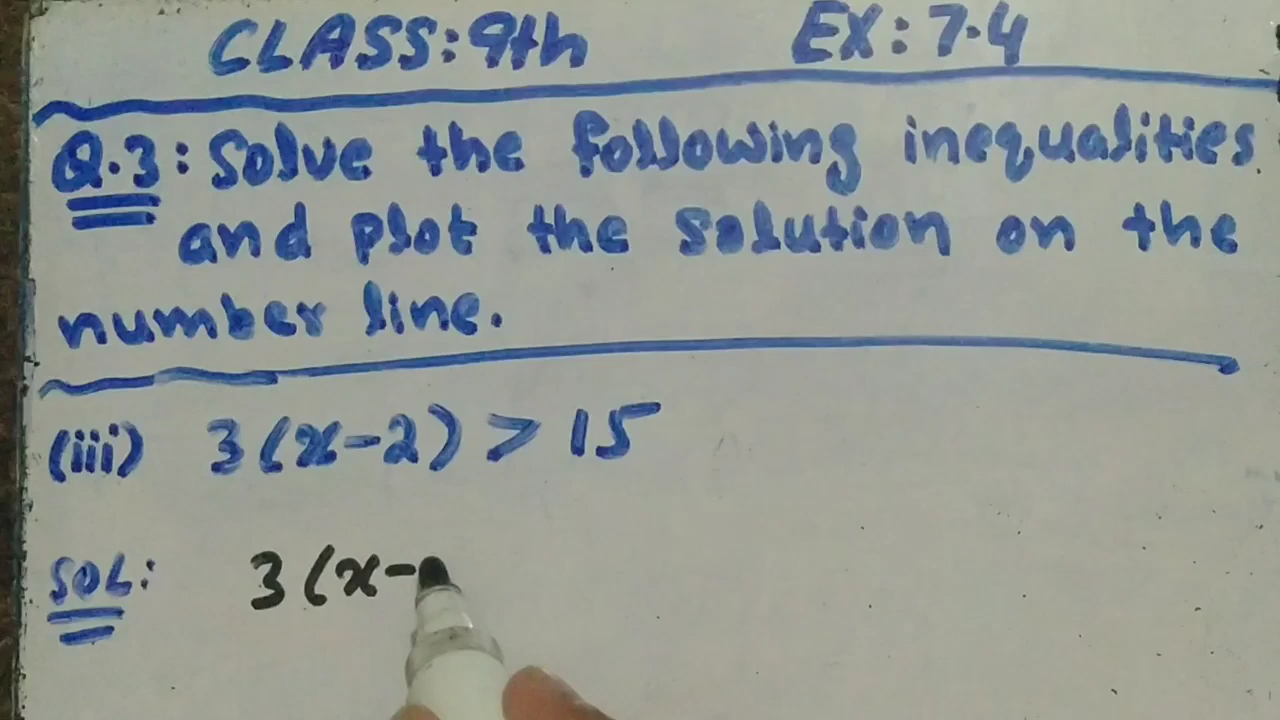 CLASS: 9th EX: 7.4
Q.3: Solve the following inequalities
and plot the solution on the
number line.
(iii) 3(x-2) > 15
SOL: 3(x-